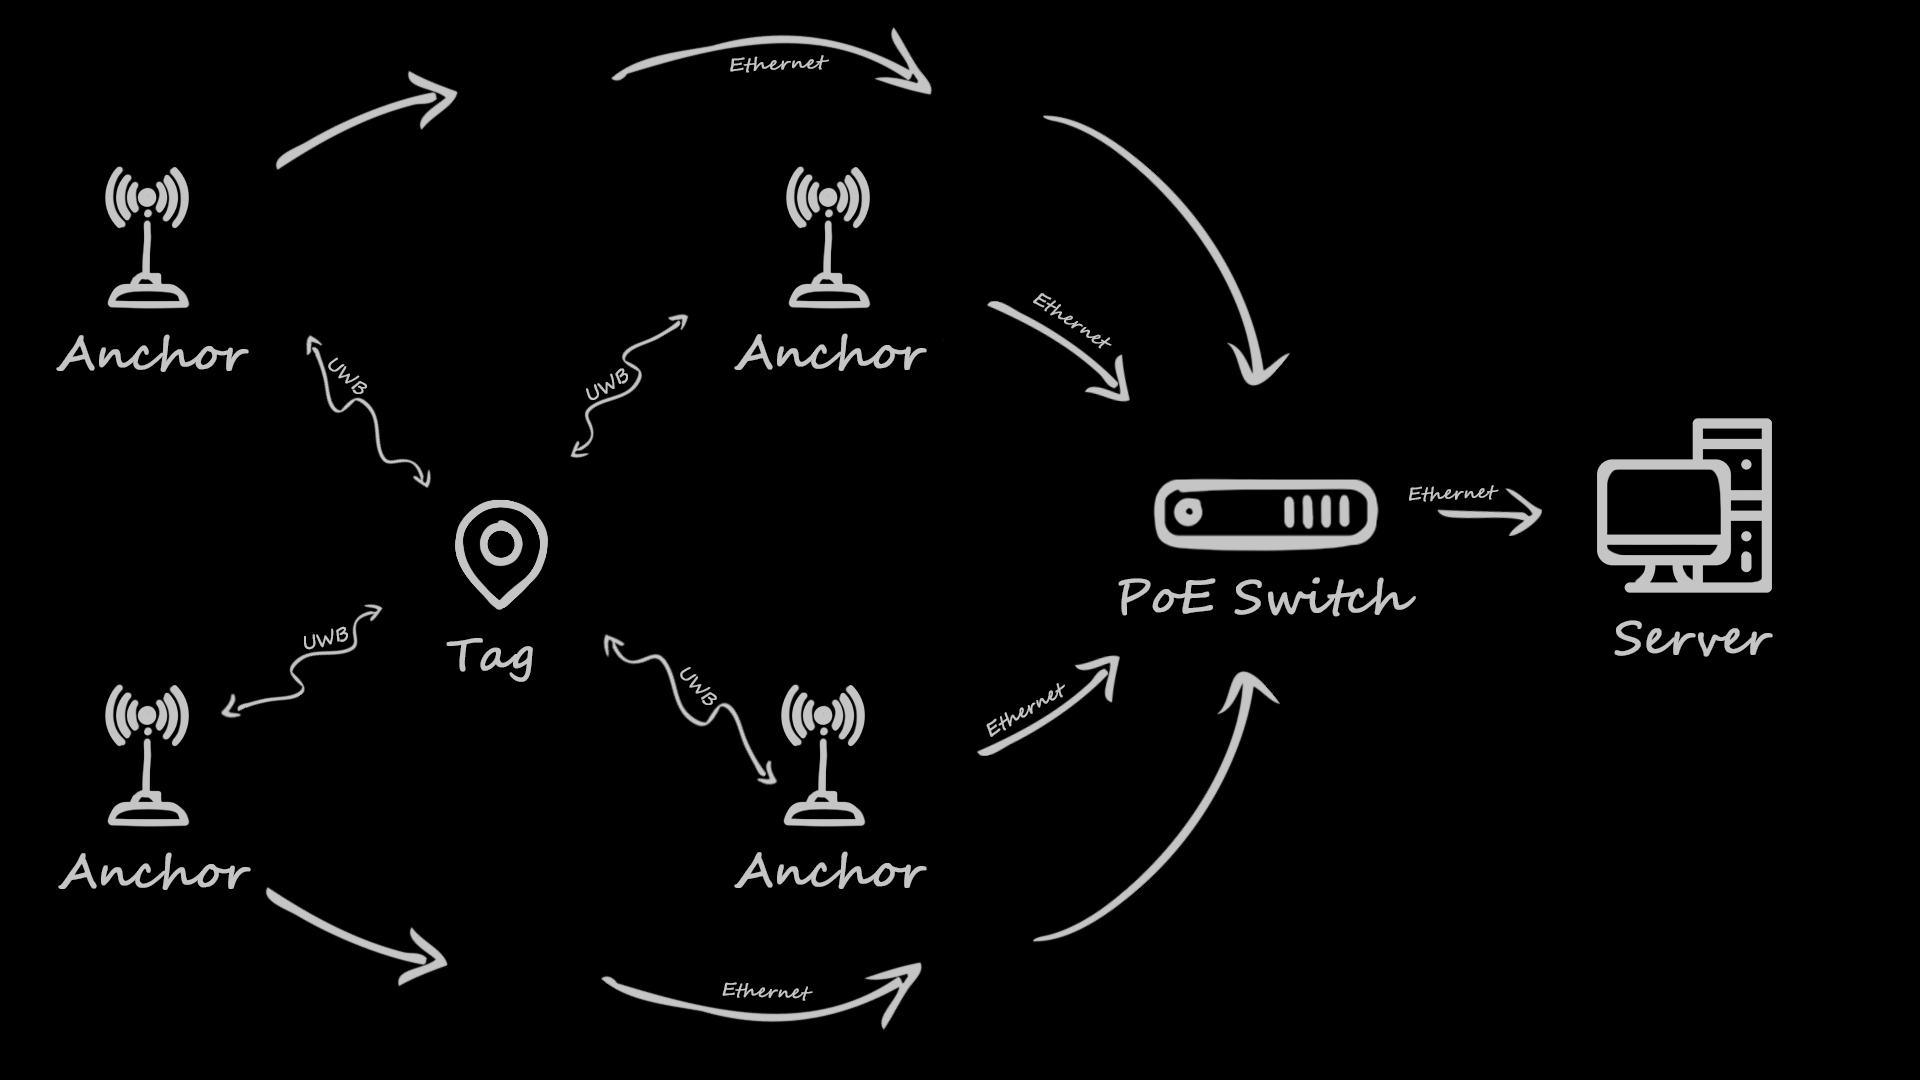 Ethernet
Anchor
Anchor
Ethernet
UWB
UWB
Ethernet
PoE Switch
Server
UWB
Tag
UWB
Ethernet
Anchor
Anchor
Ethernet